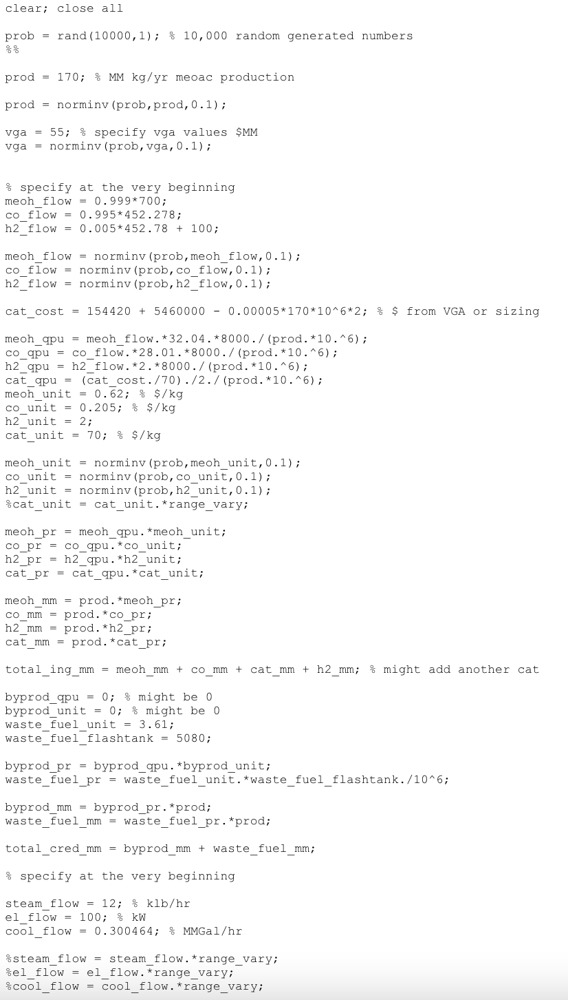 clear; close all
prob = rand(10000,1); % 10,000 random generated numbers
%%
prod = 170; % MM kg/yr meoac production
prod = norminv(prob,prod,0.1);
vga = 55; % specify vga values $MM
vga = norminv(prob,vga,0.1);
% specify at the very beginning
meoh_flow = 0.999*700;
co_flow = 0.995*452.278;
h2_flow = 0.005*452.78 + 100;
meoh_flow = norminv(prob,meoh_flow,0.1);
co_flow = norminv(prob,co_flow,0.1);
h2_flow = norminv(prob,h2_flow,0.1);
cat_cost = 154420 + 5460000 - 0.00005*170*10^6*2; % $ from VGA or sizing
meoh_qpu = meoh_flow.*32.04.*8000./(prod.*10.^6);
co_qpu = co_flow.*28.01.*8000./(prod.*10.^6);
h2_qpu = h2_flow.*2.*8000./(prod.*10.^6);
cat_qpu = (cat_cost./70)./2./(prod.*10.^6);
meoh_unit = 0.62; % $/kg
co_unit = 0.205; % $/kg
h2_unit = 2;
cat_unit = 70; % $/kg
meoh_unit = norminv(prob,meoh_unit,0.1);
co_unit = norminv(prob,co_unit,0.1);
h2_unit = norminv(prob,h2_unit,0.1);
%cat_unit = cat_unit.*range_vary;
meoh_pr = meoh_qpu.*meoh_unit;
co_pr = co_qpu.*co_unit;
h2_pr = h2_qpu.*h2_unit;
cat_pr = cat_qpu.*cat_unit;
meoh_mm = prod.*meoh_pr;
co_mm = prod.*co_pr;
h2_mm = prod.*h2_pr;
cat_mm = prod.*cat_pr;
total_ing_mm = meoh_mm + co_mm + cat_mm + h2_mm; % might add another cat
byprod_qpu = 0; % might be 0
byprod_unit = 0; % might be 0
waste_fuel_unit = 3.61;
waste_fuel_flashtank = 5080;
byprod_pr = byprod_qpu.*byprod_unit;
waste_fuel_pr = waste_fuel_unit.*waste_fuel_flashtank./10^6;
byprod_mm = byprod_pr.*prod;
waste_fuel_mm = waste_fuel_pr.*prod;
total_cred_mm = byprod_mm + waste_fuel_mm;
% specify at the very beginning
steam_flow = 12; % klb/hr
el_flow = 100; % kW
cool_flow = 0.300464; % MMGal/hr
%steam_flow = steam_flow.*range_vary;
%el_flow = el_flow.*range_vary;
%cool_flow = cool_flow.*range_vary;